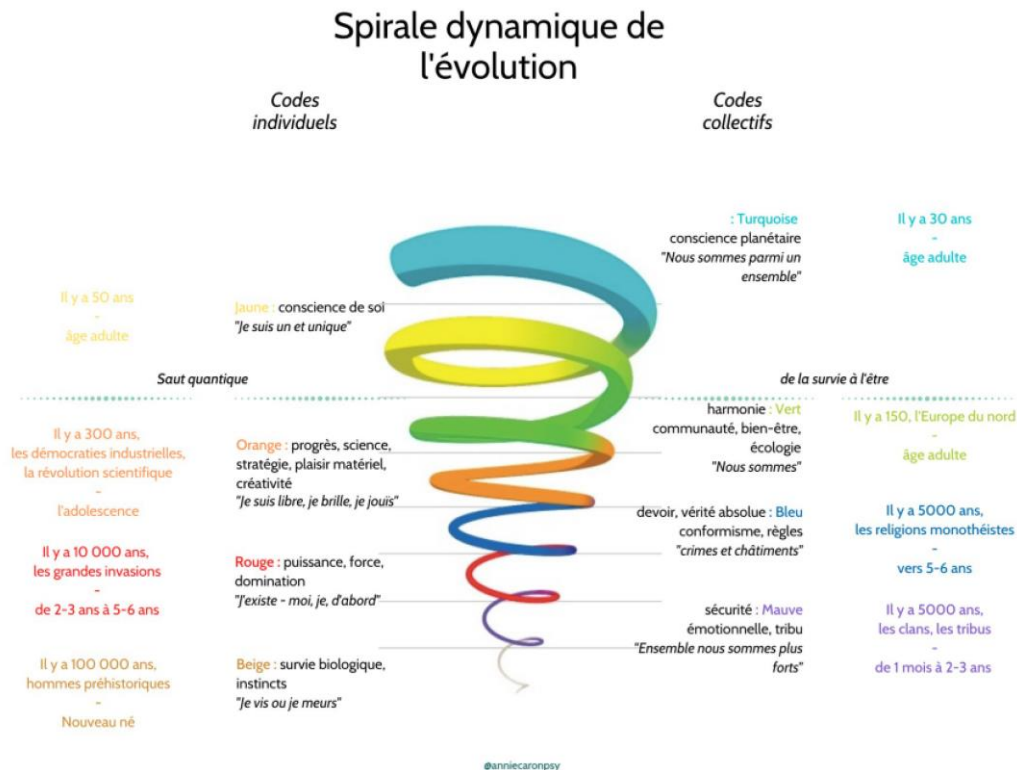 Spirale dynamique de
l'évolution
Codes
individuels
Codes
collectifs
: Turquoise
conscience planétaire
"Nous sommes parmi un
ensemble"
Il y a 30 ans
-
âge adulte
Il y a 50 ans
-
âge adulte
Jaune : conscience de soi
"Je suis un et unique"
Saut quantique
de la survie à l'être
Il y a 300 ans,
les démocraties industrielles,
la révolution scientifique
-
l'adolescence
Orange : progrès, science,
stratégie, plaisir matériel,
créativité
"Je suis libre, je brille, je jouis"
harmonie : Vert
communauté, bien-être,
écologie
"Nous sommes"
Il y a 150, l'Europe du nord
-
âge adulte
devoir, vérité absolue : Bleu
conformisme, règles
"crimes et châtiments"
Il y a 5000 ans,
les religions monothéistes
-
vers 5-6 ans
Il y a 10 000 ans,
les grandes invasions
-
de 2-3 ans à 5-6 ans
Rouge : puissance, force,
domination
"J'existe - moi, je, d'abord"
sécurité : Mauve
émotionnelle, tribu
"Ensemble nous sommes plus
forts"
Il y a 5000 ans,
les clans, les tribus
-
de 1 mois à 2-3 ans
Il y a 100 000 ans,
hommes préhistoriques
-
Nouveau né
Beige : survie biologique,
instincts
"Je vis ou je meurs"
@anniecaronpsy